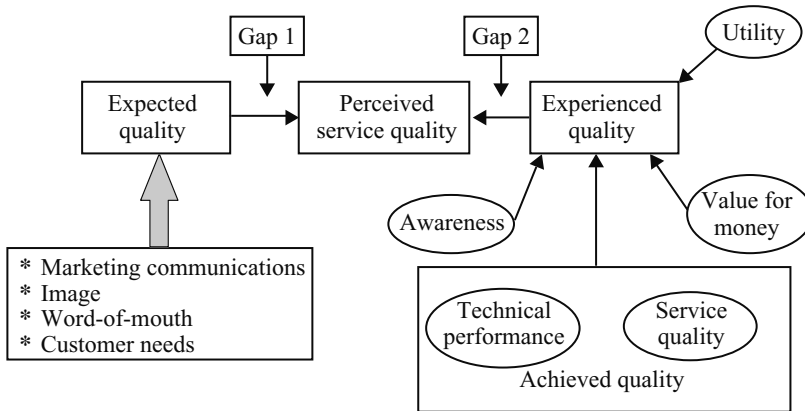 Gap 1
Gap 2
Utility
Expected
quality
Perceived
service quality
Experienced
quality
Awareness
Value for
money
* Marketing communications
* Image
* Word-of-mouth
* Customer needs
Technical
performance
Service
quality
Achieved quality